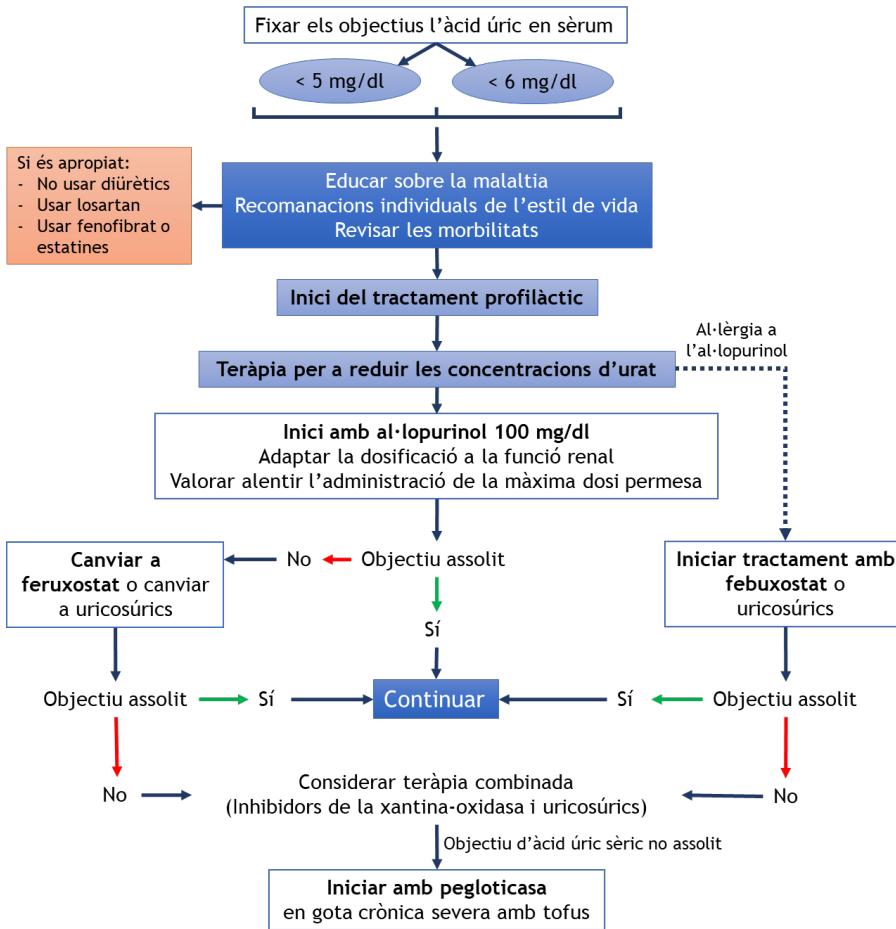 Fixar els objectius l’àcid úric en sèrum
< 5 mg/dl
< 6 mg/dl
Si és apropiat:
- No usar diürètics
- Usar losartan
- Usar fenofibrat o
estatines
Educar sobre la malaltia
Recomanacions individuals de l’estil de vida
Revisar les morbilitats
Inici del tractament profilàctic
Al·lèrgia a
l’al·lopurinol
Teràpia per a reduir les concentracions d’urat
Inici amb al·lopurinol 100 mg/dl
Adaptar la dosificació a la funció renal
Valorar alentir l’administració de la màxima dosi permesa
Canviar a
feruxostat o canviar
a uricosúrics
No
Objectiu assolit
Iniciar tractament amb
febuxostat o
uricosúrics
Sí
Objectiu assolit
Sí
Continuar
Sí
Objectiu assolit
No
Considerar teràpia combinada
(Inhibidors de la xantina-oxidasa i uricosúrics)
No
Objectiu d’àcid úric sèric no assolit
Iniciar amb pegloticasa
en gota crònica severa amb tofus